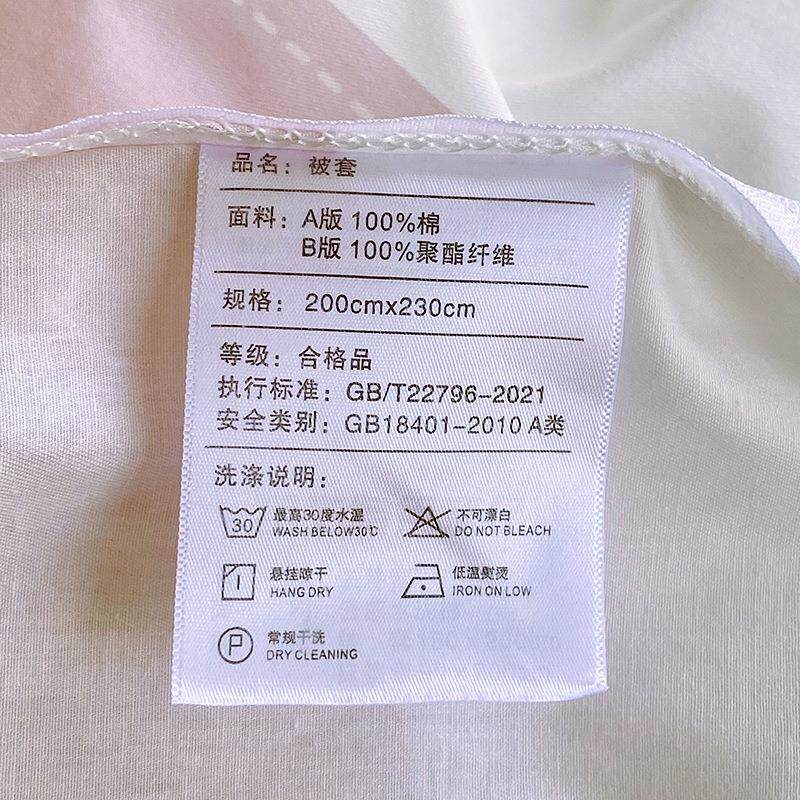 品名：被套
面料：A版 100%棉
B版 100%聚酯纤维
规格：200cmx230cm
等级：合格品
执行标准：GB/T22796-2021
安全类别：GB18401-2010 A类
洗涤说明：
30 最高30度水温
WASH BELOW30℃
不可漂白
DO NOT BLEACH
悬挂晾干
HANG DRY
低温熨烫
IRON ON LOW
P 常规干洗
DRY CLEANING